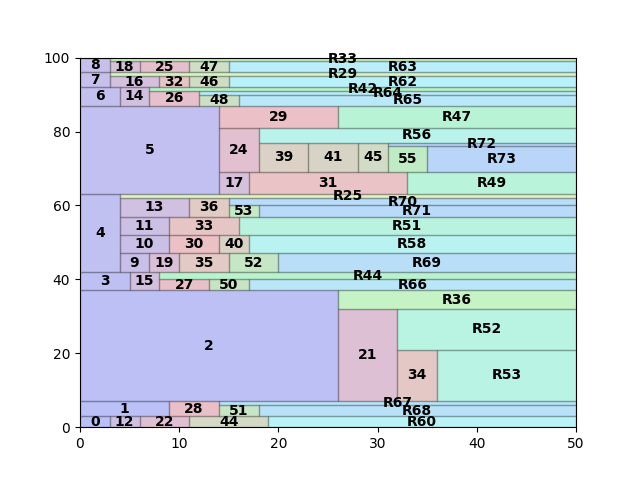 100
R33
8 18 25 47 R63
R29
7 16 32 46 R62
R42
R64
6 14 26 48 R65
29 R47
80
R56
R72
5 24 39 41 45 55 R73
17 31 R49
R25
60
R70
13 36 53 R71
4 11 33 R51
10 30 40 R58
9 19 35 52 R69
40
R44
3 15 27 50 R66
R36
2 21 R52
20
34 R53
R67
1 28 51 R68
0
0 12 22 44 R60
0 10 20 30 40 50